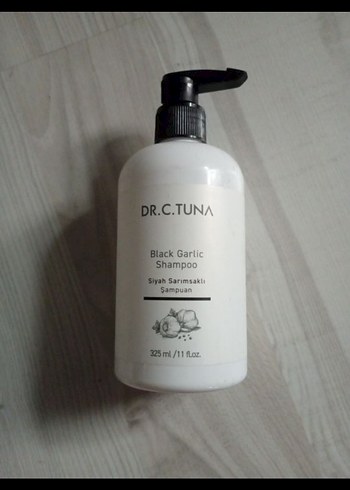 DR.C.TUNA
Black Garlic
Shampoo
Siyah Sarımsaklı
Şampuan
325 ml /11 fl.oz.